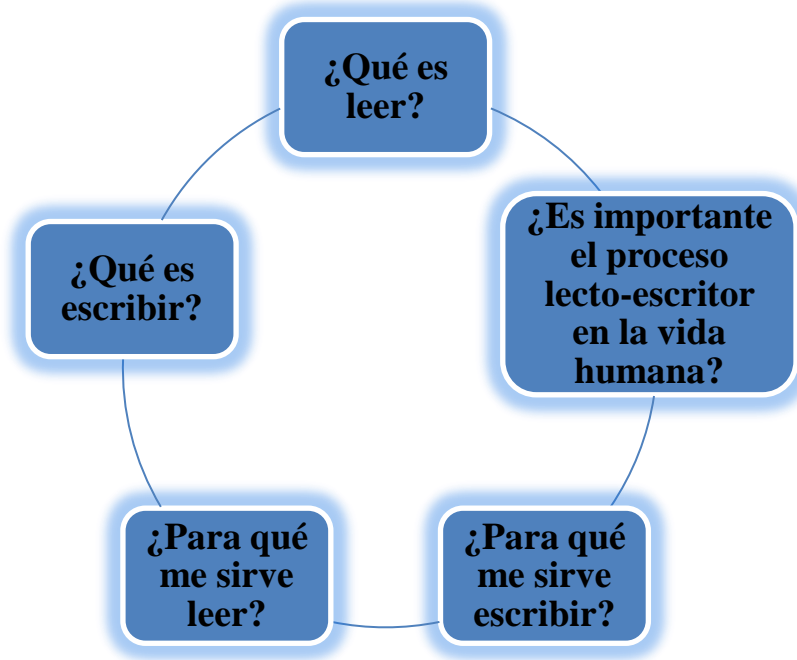 ¿Qué es
leer?
¿Es importante
el proceso
lecto-escritor
en la vida
humana?
¿Para qué
me sirve
escribir?
¿Para qué
me sirve
leer?
¿Qué es
escribir?